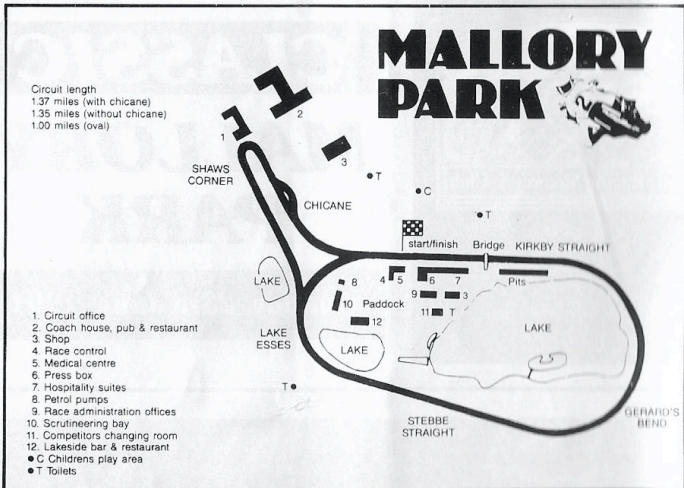 MALLORY
PARK
2
Circuit length
1.37 miles (with chicane)
1.35 miles (without chicane)
1.00 miles (oval)
1
2
3
SHAWS
CORNER
T
C
CHICANE
T
start/finish
Bridge
KIRKBY STRAIGHT
LAKE
8
4
5
6
7
Pits
10
Paddock
9
3
11
T
12
LAKE
ESSES
LAKE
LAKE
T
STEBBE
STRAIGHT
GERARD'S
BEND
1. Circuit office
2. Coach house, pub & restaurant
3. Shop
4. Race control
5. Medical centre
6. Press box
7. Hospitality suites
8. Petrol pumps
9. Race administration offices
10. Scrutineering bay
11. Competitors changing room
12. Lakeside bar & restaurant
● C Childrens play area
● T Toilets